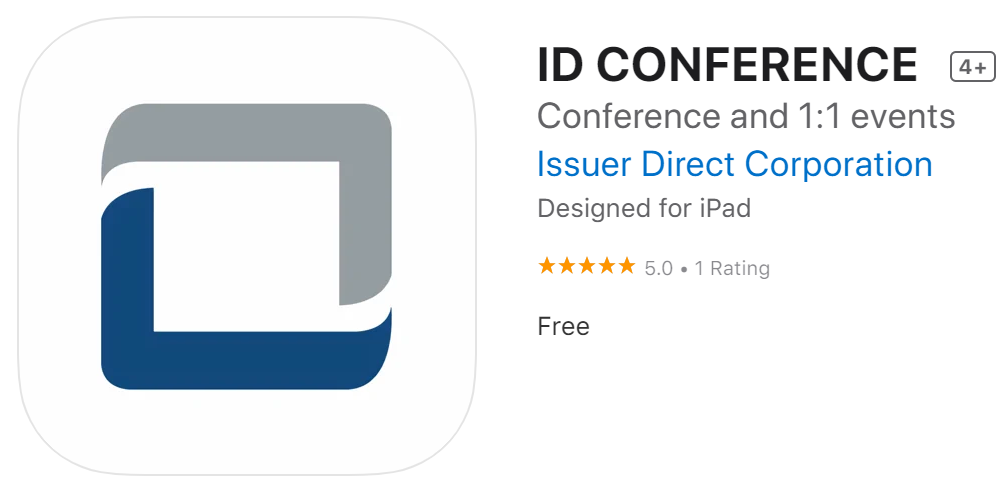 ID CONFERENCE 4+
Conference and 1:1 events
Issuer Direct Corporation
Designed for iPad
★★★★★ 5.0 • 1 Rating
Free